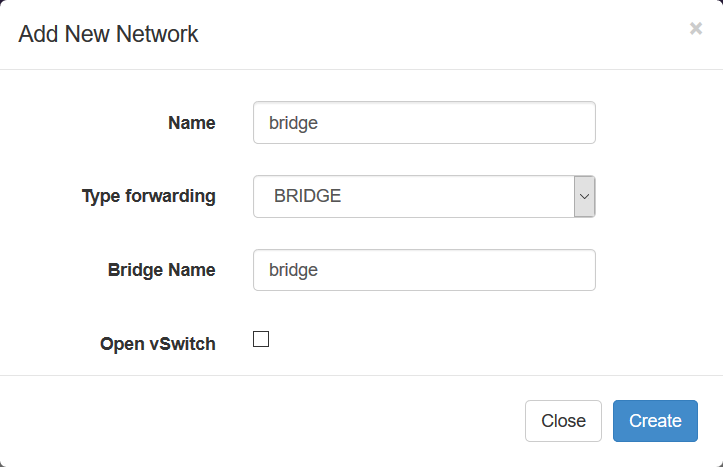 Add New Network
×
Name
bridge
Type forwarding
BRIDGE
Bridge Name
bridge
Open vSwitch
Close
Create